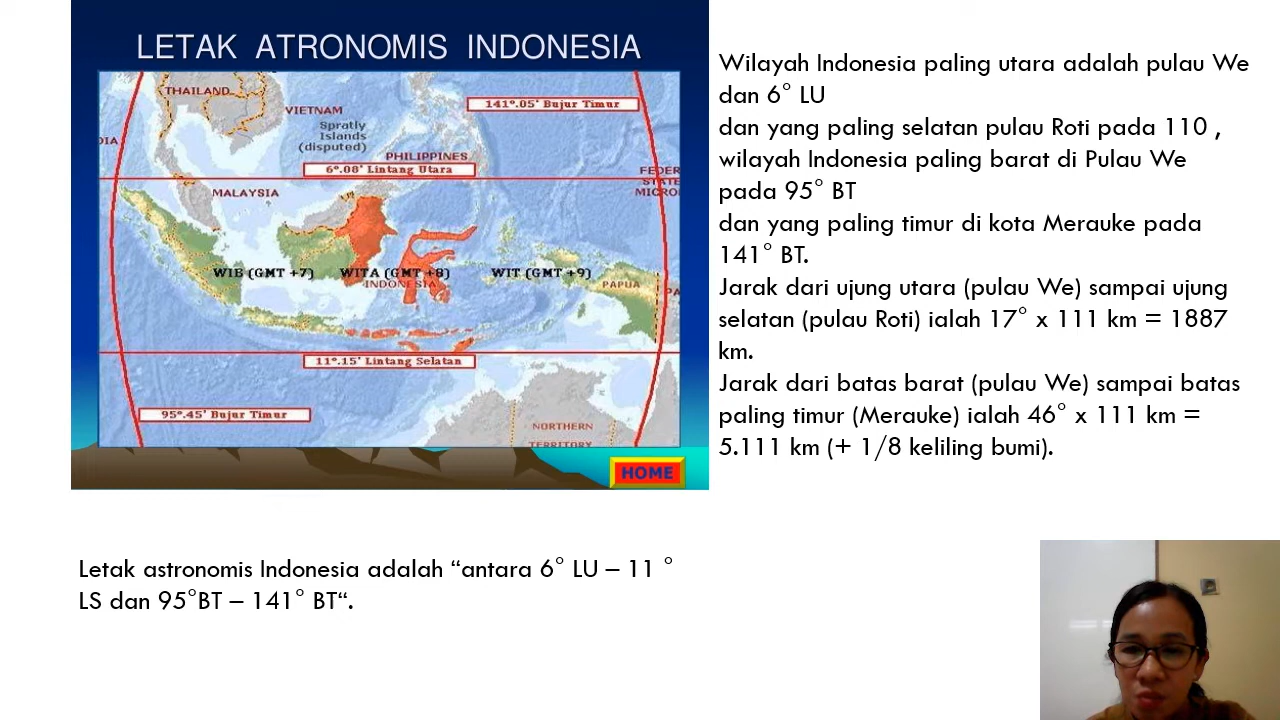 LETAK ATRONOMIS INDONESIA
THAILAND
VIETNAM
141°.05' Bujur Timur
Spratly
Islands
(disputed)
DIA
PHILIPPINES
6°.08' Lintang Utara
FEDER
STATE
MICRO
MALAYSIA
WIB (GMT +7) WITA (GMT +8) WIT (GMT +9)
INDONESIA
PAPUA
PA
11°.15' Lintang Selatan
95°.45' Bujur Timur
NORTHERN
TERRITORY
HOME
Wilayah Indonesia paling utara adalah pulau We
dan 6° LU
dan yang paling selatan pulau Roti pada 110 ,
wilayah Indonesia paling barat di Pulau We
pada 95° BT
dan yang paling timur di kota Merauke pada
141° BT.
Jarak dari ujung utara (pulau We) sampai ujung
selatan (pulau Roti) ialah 17° x 111 km = 1887
km.
Jarak dari batas barat (pulau We) sampai batas
paling timur (Merauke) ialah 46° x 111 km =
5.111 km (+ 1/8 keliling bumi).
Letak astronomis Indonesia adalah “antara 6° LU – 11 °
LS dan 95°BT – 141° BT“.